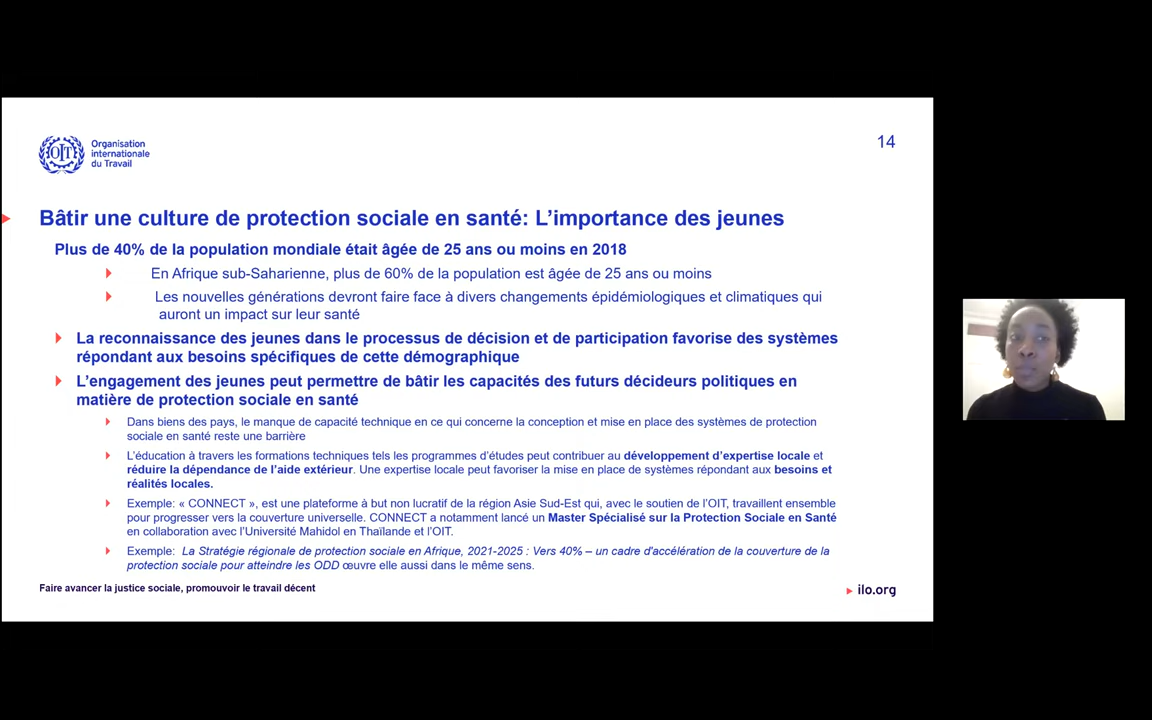 Organisation
internationale
du Travail
14
Bâtir une culture de protection sociale en santé: L'importance des jeunes
Plus de 40% de la population mondiale était âgée de 25 ans ou moins en 2018
En Afrique sub-Saharienne, plus de 60% de la population est âgée de 25 ans ou moins
Les nouvelles générations devront faire face à divers changements épidémiologiques et climatiques qui
auront un impact sur leur santé
La reconnaissance des jeunes dans le processus de décision et de participation favorise des systèmes
répondant aux besoins spécifiques de cette démographique
L'engagement des jeunes peut permettre de bâtir les capacités des futurs décideurs politiques en
matière de protection sociale en santé
Dans biens des pays, le manque de capacité technique en ce qui concerne la conception et mise en place des systèmes de protection
sociale en santé reste une barrière
L'éducation à travers les formations techniques tels les programmes d'études peut contribuer au développement d'expertise locale et
réduire la dépendance de l'aide extérieur. Une expertise locale peut favoriser la mise en place de systèmes répondant aux besoins et
réalités locales.
Exemple: « CONNECT », est une plateforme à but non lucratif de la région Asie Sud-Est qui, avec le soutien de l'OIT, travaillent ensemble
pour progresser vers la couverture universelle. CONNECT a notamment lancé un Master Spécialisé sur la Protection Sociale en Santé
en collaboration avec l'Université Mahidol en Thaïlande et l'OIT.
Exemple: La Stratégie régionale de protection sociale en Afrique, 2021-2025 : Vers 40% – un cadre d'accélération de la couverture de la
protection sociale pour atteindre les ODD œuvre elle aussi dans le même sens.
Faire avancer la justice sociale, promouvoir le travail décent
ilo.org